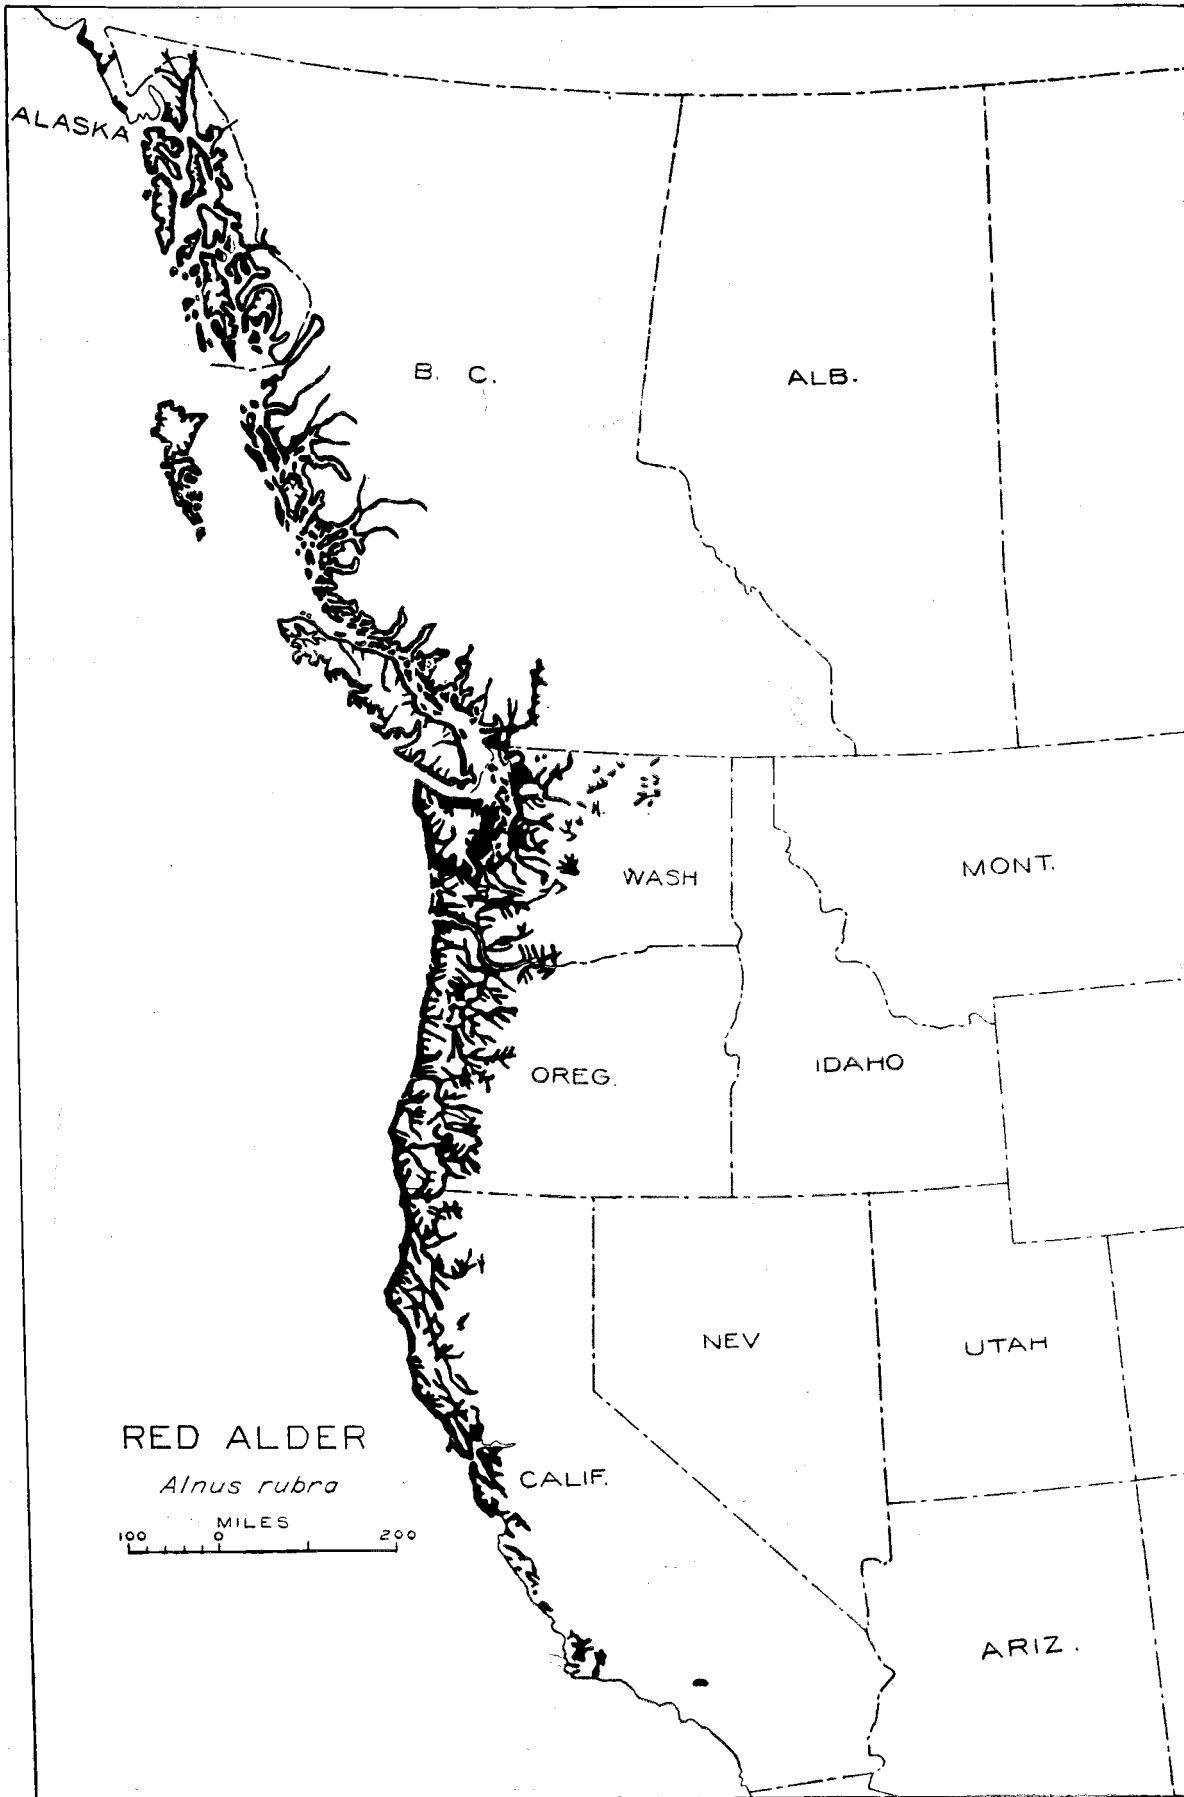 ALASKA
B. C.
ALB.
WASH
MONT.
OREG.
IDAHO
NEV
UTAH
RED ALDER
Alnus rubra
MILES
100 0 200
CALIF.
ARIZ.